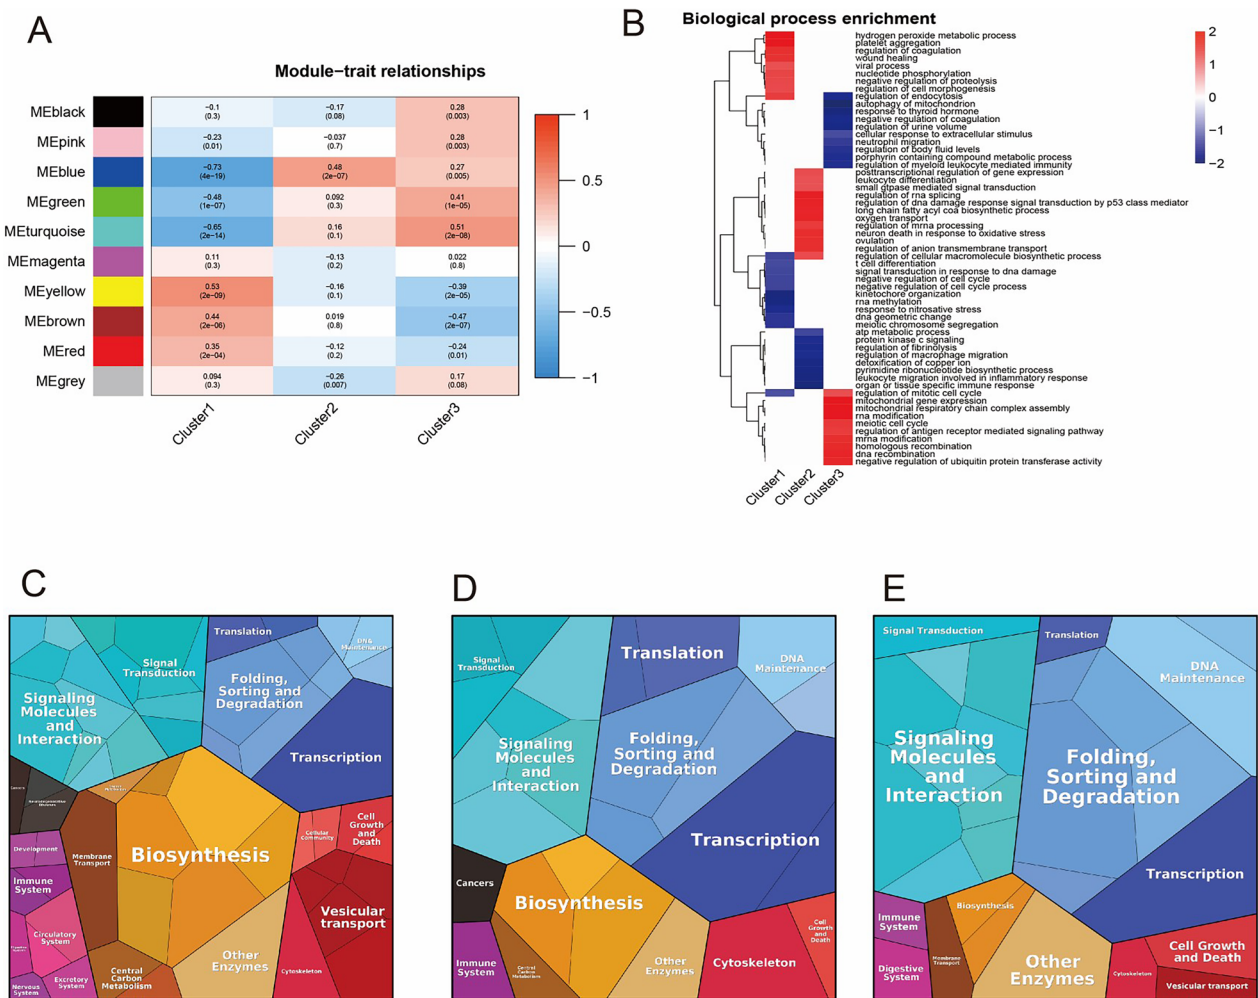 A
Module−trait relationships
MEblack
−0.1
(0.3)
−0.17
(0.08)
0.28
(0.003)
MEpink
−0.23
(0.01)
−0.037
(0.7)
0.28
(0.003)
MEblue
−0.73
(4e−19)
0.48
(2e−07)
0.27
(0.005)
MEgreen
−0.48
(1e−07)
0.092
(0.3)
0.41
(1e−05)
MEturquoise
−0.65
(2e−14)
0.16
(0.1)
0.51
(2e−08)
MEmagenta
0.11
(0.3)
−0.13
(0.2)
0.022
(0.8)
MEyellow
0.53
(2e−09)
−0.16
(0.1)
−0.39
(2e−05)
MEbrown
0.44
(2e−06)
0.019
(0.8)
−0.47
(2e−07)
MEred
0.35
(2e−04)
−0.12
(0.2)
−0.24
(0.01)
MEgrey
0.094
(0.3)
−0.26
(0.007)
0.17
(0.08)
Cluster1
Cluster2
Cluster3
1
0.5
0
−0.5
−1
B
Biological process enrichment
hydrogen peroxide metabolic process
platelet aggregation
regulation of coagulation
wound healing
viral process
nucleotide phosphorylation
negative regulation of proteolysis
regulation of cell morphogenesis
regulation of endocytosis
autophagy of mitochondrion
response to thyroid hormone
negative regulation of coagulation
regulation of urine volume
cellular response to extracellular stimulus
neutrophil migration
regulation of body fluid levels
porphyrin containing compound metabolic process
regulation of myeloid leukocyte mediated immunity
posttranscriptional regulation of gene expression
leukocyte differentiation
small gtpase mediated signal transduction
regulation of rna splicing
regulation of dna damage response signal transduction by p53 class mediator
long chain fatty acyl coa biosynthetic process
oxygen transport
regulation of mrna processing
neuron death in response to oxidative stress
ovulation
regulation of anion transmembrane transport
regulation of cellular macromolecule biosynthetic process
t cell differentiation
signal transduction in response to dna damage
negative regulation of cell cycle
negative regulation of cell cycle process
kinetochore organization
rna methylation
response to nitrosative stress
dna geometric change
meiotic chromosome segregation
atp metabolic process
protein kinase c signaling
regulation of fibrinolysis
regulation of macrophage migration
detoxification of copper ion
pyrimidine ribonucleotide biosynthetic process
leukocyte migration involved in inflammatory response
organ or tissue specific immune response
regulation of mitotic cell cycle
mitochondrial gene expression
mitochondrial respiratory chain complex assembly
rna modification
meiotic cell cycle
regulation of antigen receptor mediated signaling pathway
mrna modification
homologous recombination
dna recombination
negative regulation of ubiquitin protein transferase activity
Cluster1
Cluster2
Cluster3
2
1
0
−1
−2
C
Signal
Transduction
Signaling
Molecules
and
Interaction
Translation
DNA
Maintenance
Folding,
Sorting and
Degradation
Transcription
Cancers
Development
Immune
System
Circulatory
System
Nervous
System
Excretory
System
Membrane
Transport
Biosynthesis
Central
Carbon
Metabolism
Other
Enzymes
Cellular
Community
Cell
Growth
and
Death
Vesicular
transport
Cytoskeleton
D
Signal
Transduction
Signaling
Molecules
and
Interaction
Translation
DNA
Maintenance
Folding,
Sorting and
Degradation
Transcription
Cancers
Immune
System
Biosynthesis
Central
Carbon
Metabolism
Other
Enzymes
Cytoskeleton
Cell
Growth
and
Death
E
Signal Transduction
Signaling
Molecules
and
Interaction
Translation
DNA
Maintenance
Folding,
Sorting and
Degradation
Transcription
Immune
System
Digestive
System
Biosynthesis
Membrane
Transport
Other
Enzymes
Cytoskeleton
Cell Growth
and Death
Vesicular transport